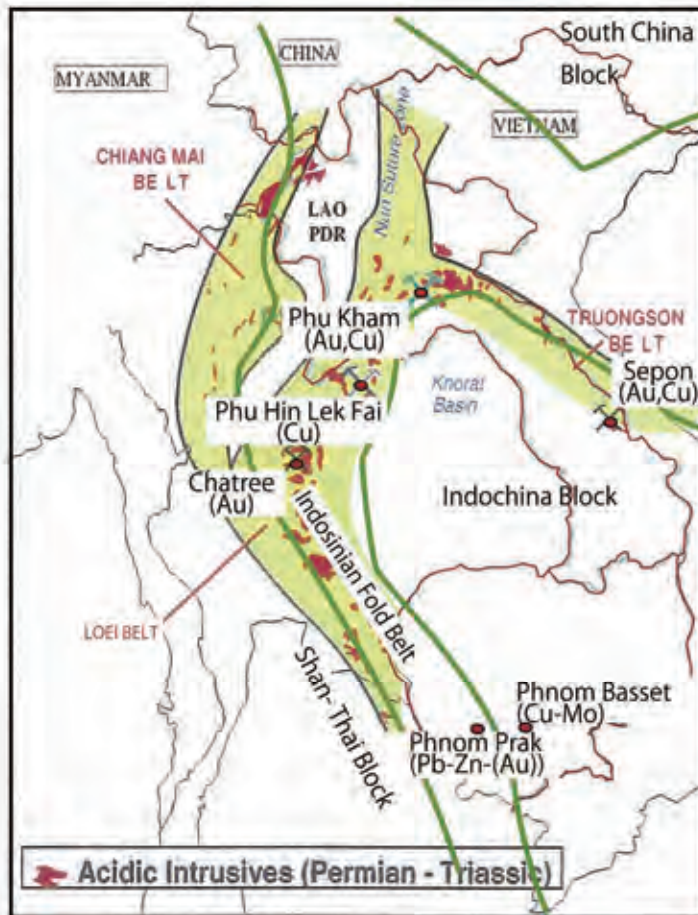 South China
Block
CHINA
MYANMAR
VIETNAM
Nan Suture Zone
CHIANG MAI
BE LT
LAO
PDR
Phu Kham
(Au,Cu)
TRUONGSON
BE LT
Sepon
(Au,Cu)
Knorat
Basin
Phu Hin Lek Fai
(Cu)
Chatree
(Au)
Indochina Block
Indosinian Fold Belt
LOEI BELT
Shan- Thai Block
Phnom Basset
(Cu-Mo)
Phnom Prak
(Pb-Zn-(Au))
Acidic Intrusives (Permian - Triassic)